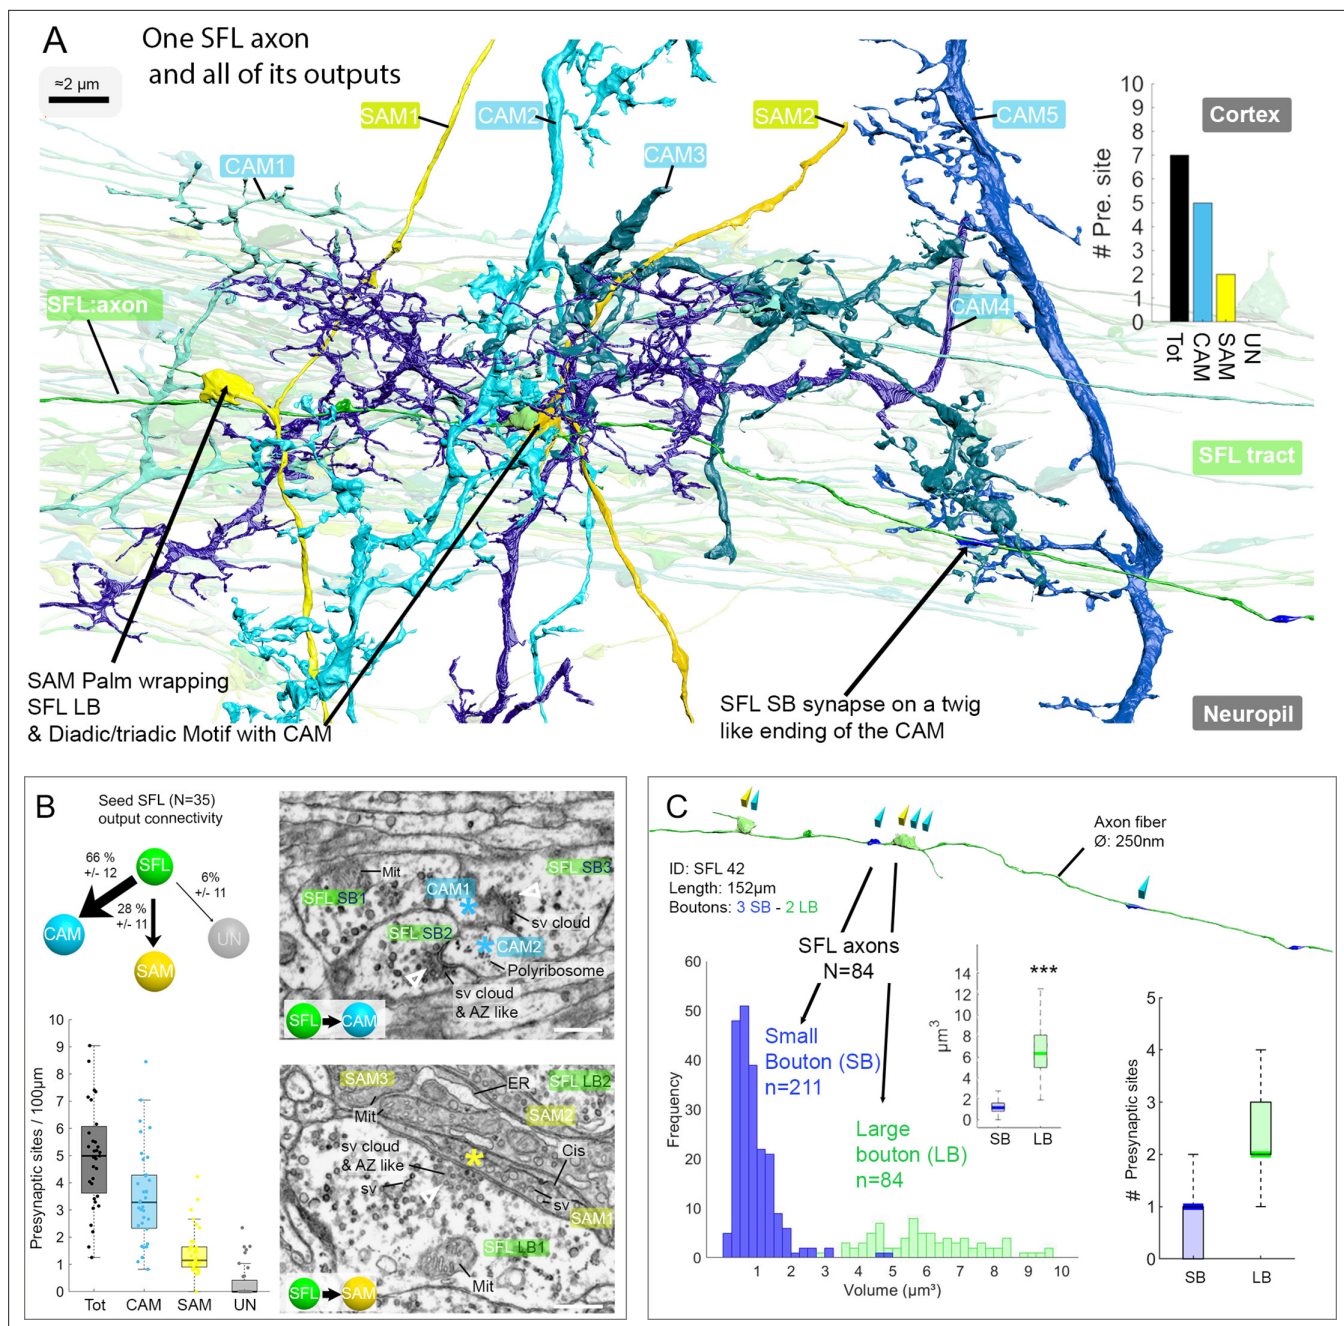 A
One SFL axon
and all of its outputs
≈2 μm
SAM1
CAM2
SAM2
CAM5
CAM1
CAM3
SFL:axon
CAM4
Cortex
SFL tract
Neuropil
# Pre. site
10
9
8
7
6
5
4
3
2
1
0
Tot
CAM
SAM
UN
SAM Palm wrapping
SFL LB
& Diadic/triadic Motif with CAM
SFL SB synapse on a twig
like ending of the CAM
B
Seed SFL (N=35)
output connectivity
SFL
66 %
+/- 12
28 %
+/- 11
6%
+/- 11
CAM
SAM
UN
Presynaptic sites / 100μm
10
9
8
7
6
5
4
3
2
1
0
Tot
CAM
SAM
UN
Mit
SFL SB1
CAM1
SFL SB3
sv cloud
SFL SB2
CAM2
Polyribosome
sv cloud
& AZ like
SFL
CAM
SAM3
ER
SFL LB2
Mit
SAM2
sv cloud
& AZ like
Cis
sv
sv
SAM1
SFL LB1
Mit
SFL
SAM
C
ID: SFL 42
Length: 152μm
Boutons: 3 SB - 2 LB
Axon fiber
Ø: 250nm
SFL axons
N=84
Frequency
60
50
40
30
20
10
0
Small
Bouton (SB)
n=211
Large
bouton (LB)
n=84
1 2 3 4 5 6 7 8 9 10
Volume (μm³)
μm³
14
12
10
8
6
4
2
0
***
SB LB
# Presynaptic sites
5
4
3
2
1
0
SB LB